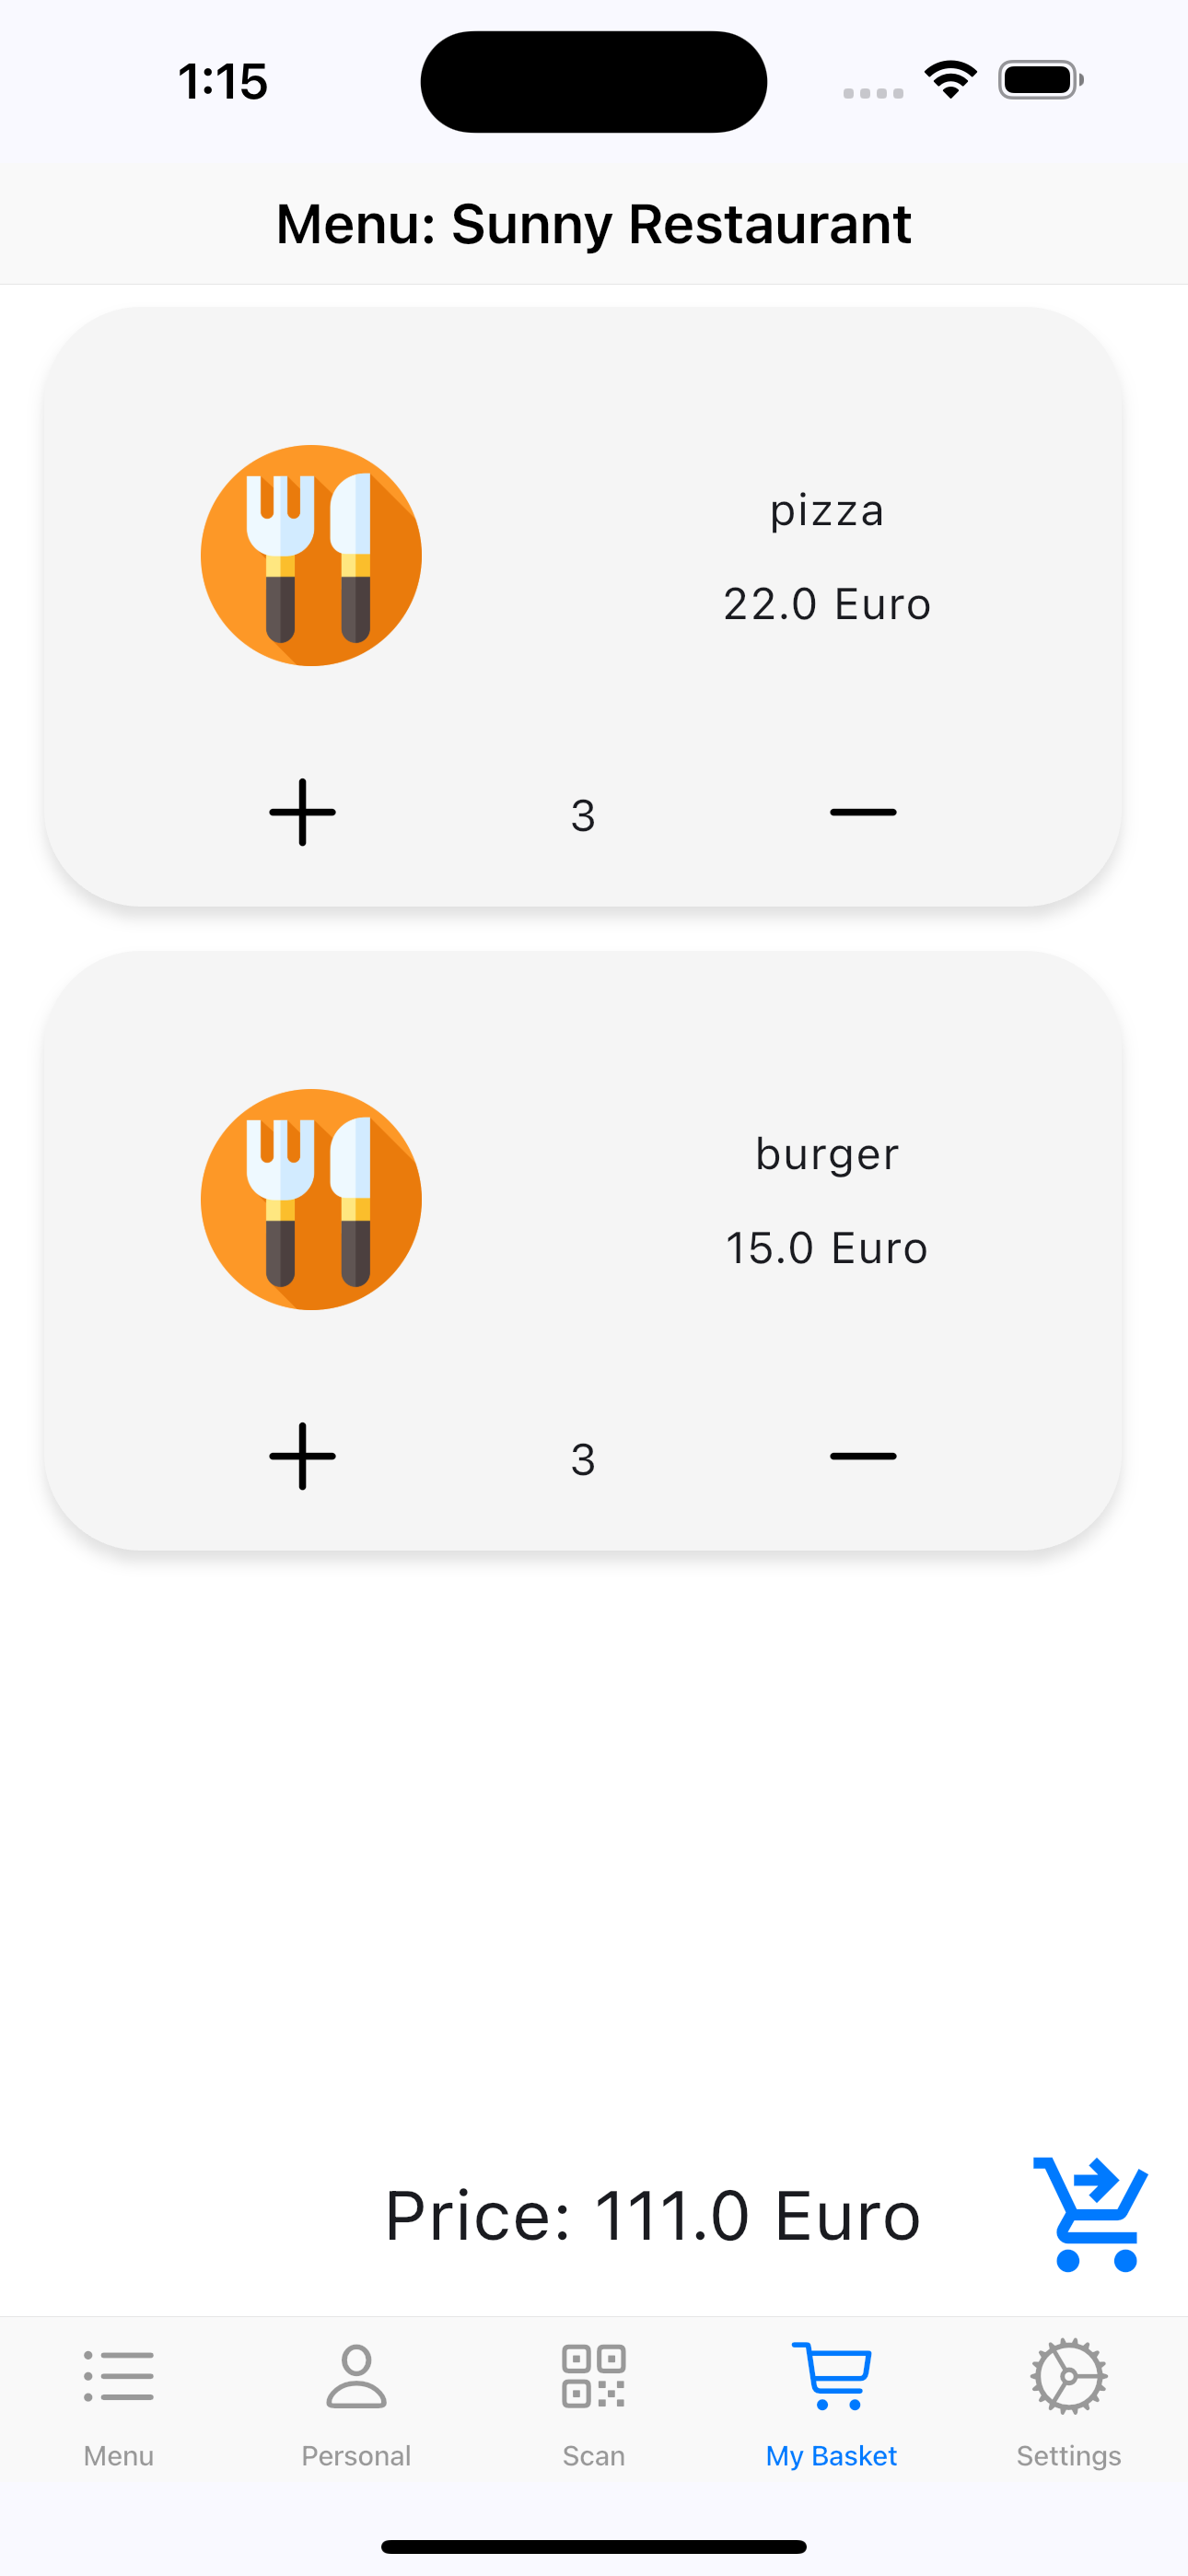 1:15
Menu: Sunny Restaurant
pizza
22.0 Euro
3
burger
15.0 Euro
3
Price: 111.0 Euro
Menu
Personal
Scan
My Basket
Settings